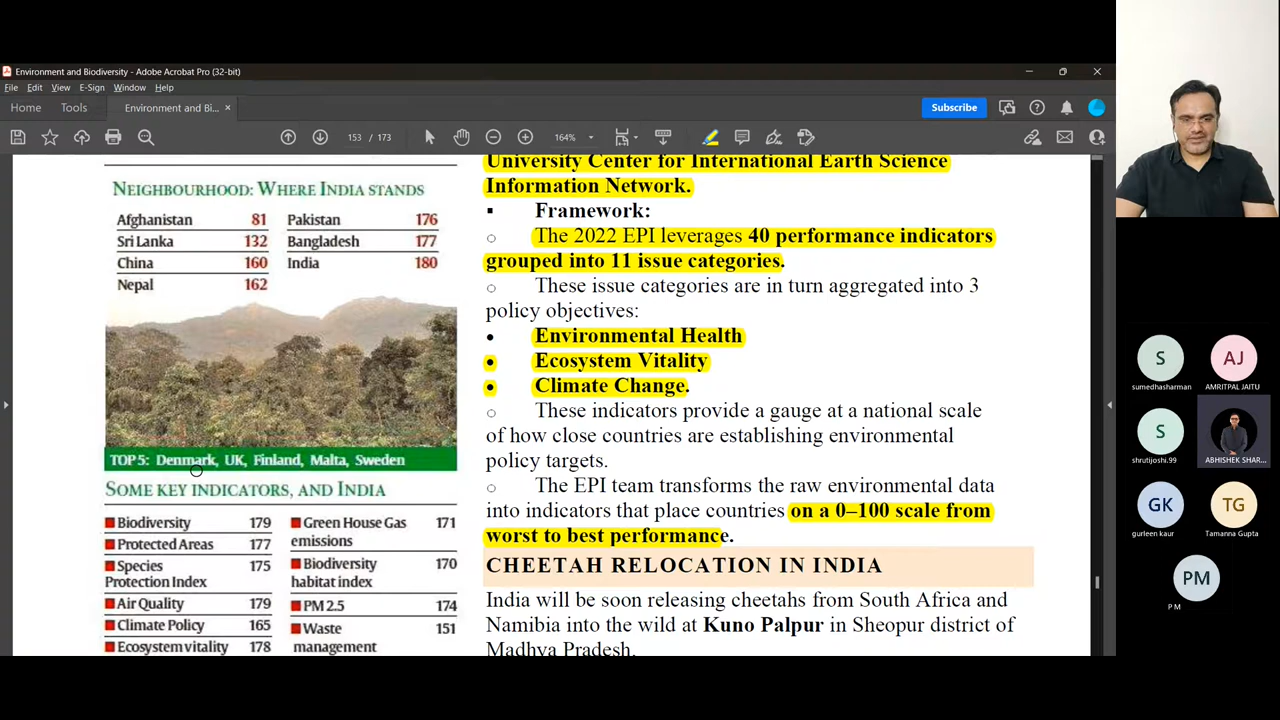 Environment and Biodiversity - Adobe Acrobat Pro (32-bit)
File Edit View E-Sign Window Help
Home Tools Environment and Bi... × Subscribe
153 / 173 164%
NEIGHBOURHOOD: WHERE INDIA STANDS
Afghanistan 81 Pakistan 176
Sri Lanka 132 Bangladesh 177
China 160 India 180
Nepal 162
TOP 5: Denmark, UK, Finland, Malta, Sweden
SOME KEY INDICATORS, AND INDIA
Biodiversity 179
Protected Areas 177
Species 175
Protection Index
Air Quality 179
Climate Policy 165
Ecosystem vitality 178
Green House Gas 171
emissions
Biodiversity 170
habitat index
PM 2.5 174
Waste 151
management
University Center for International Earth Science
Information Network.
▪ Framework:
○ The 2022 EPI leverages 40 performance indicators
grouped into 11 issue categories.
○ These issue categories are in turn aggregated into 3
policy objectives:
• Environmental Health
• Ecosystem Vitality
• Climate Change.
○ These indicators provide a gauge at a national scale
of how close countries are establishing environmental
policy targets.
○ The EPI team transforms the raw environmental data
into indicators that place countries on a 0–100 scale from
worst to best performance.
CHEETAH RELOCATION IN INDIA
India will be soon releasing cheetahs from South Africa and
Namibia into the wild at Kuno Palpur in Sheopur district of
Madhya Pradesh.
S AJ
sumedhasharman AMRITPAL JAITU
S
shrutijoshi.99 ABHISHEK SHAR...
GK TG
gurleen kaur Tamanna Gupta
PM
P M